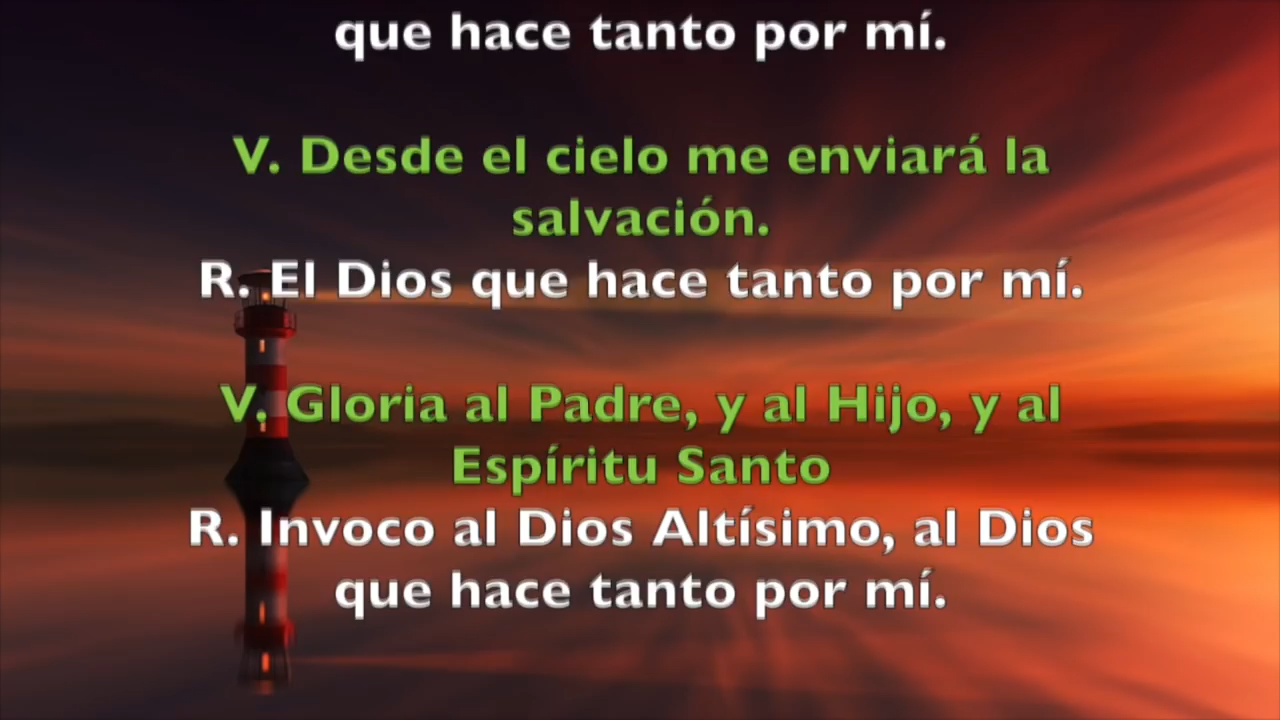 que hace tanto por mí.
V. Desde el cielo me enviará la
salvación.
R. El Dios que hace tanto por mí.
V. Gloria al Padre, y al Hijo, y al
Espíritu Santo
R. Invoco al Dios Altísimo, al Dios
que hace tanto por mí.